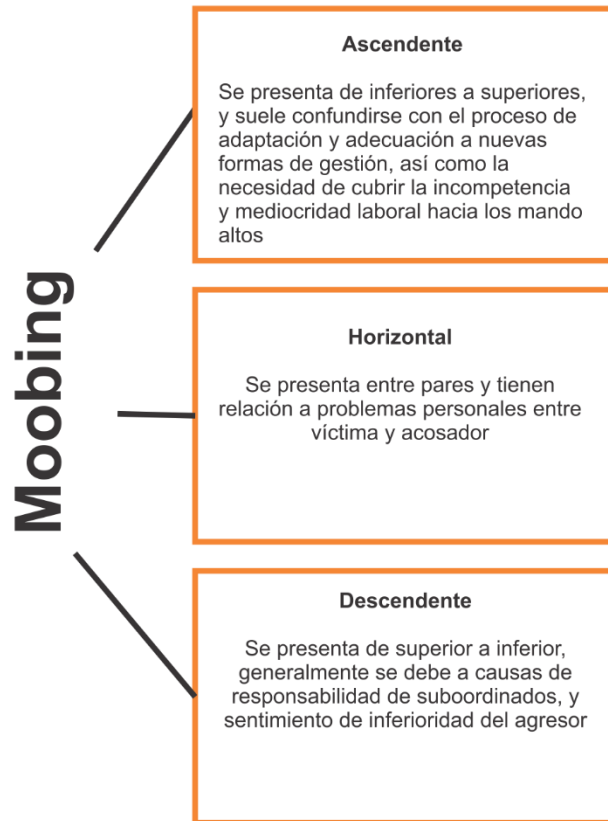 Moobing
Ascendente
Se presenta de inferiores a superiores,
y suele confundirse con el proceso de
adaptación y adecuación a nuevas
formas de gestión, así como la
necesidad de cubrir la incompetencia
y mediocridad laboral hacia los mando
altos
Horizontal
Se presenta entre pares y tienen
relación a problemas personales entre
víctima y acosador
Descendente
Se presenta de superior a inferior,
generalmente se debe a causas de
responsabilidad de suboordinados, y
sentimiento de inferioridad del agresor